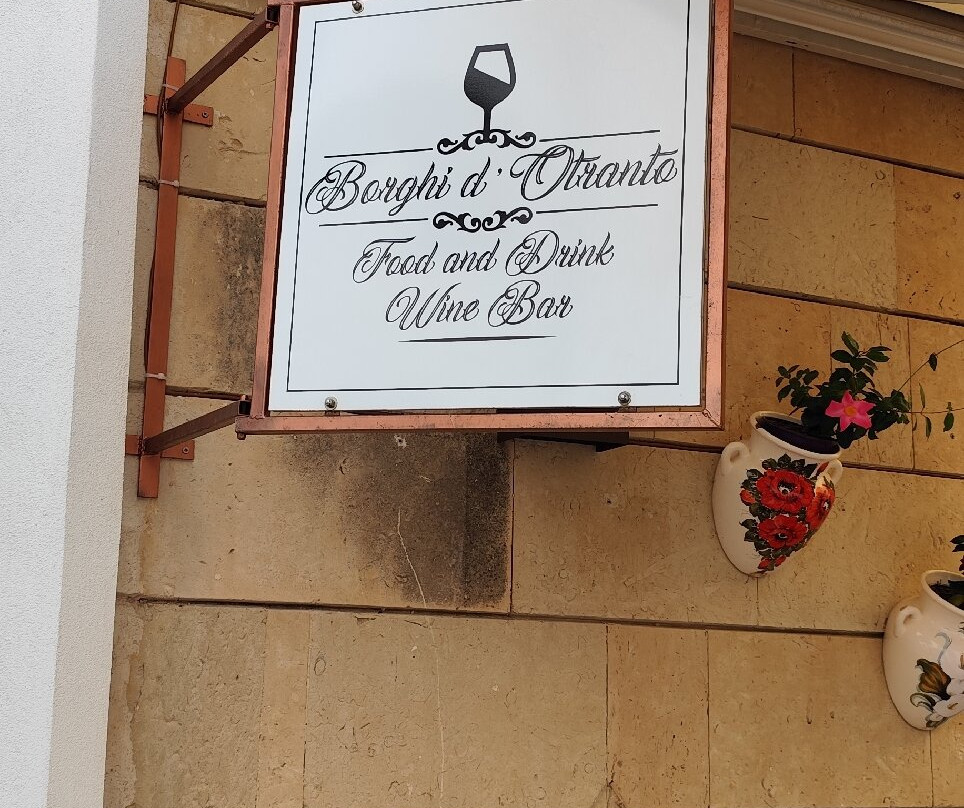 Borghi d' Otranto
Food and Drink
Wine Bar